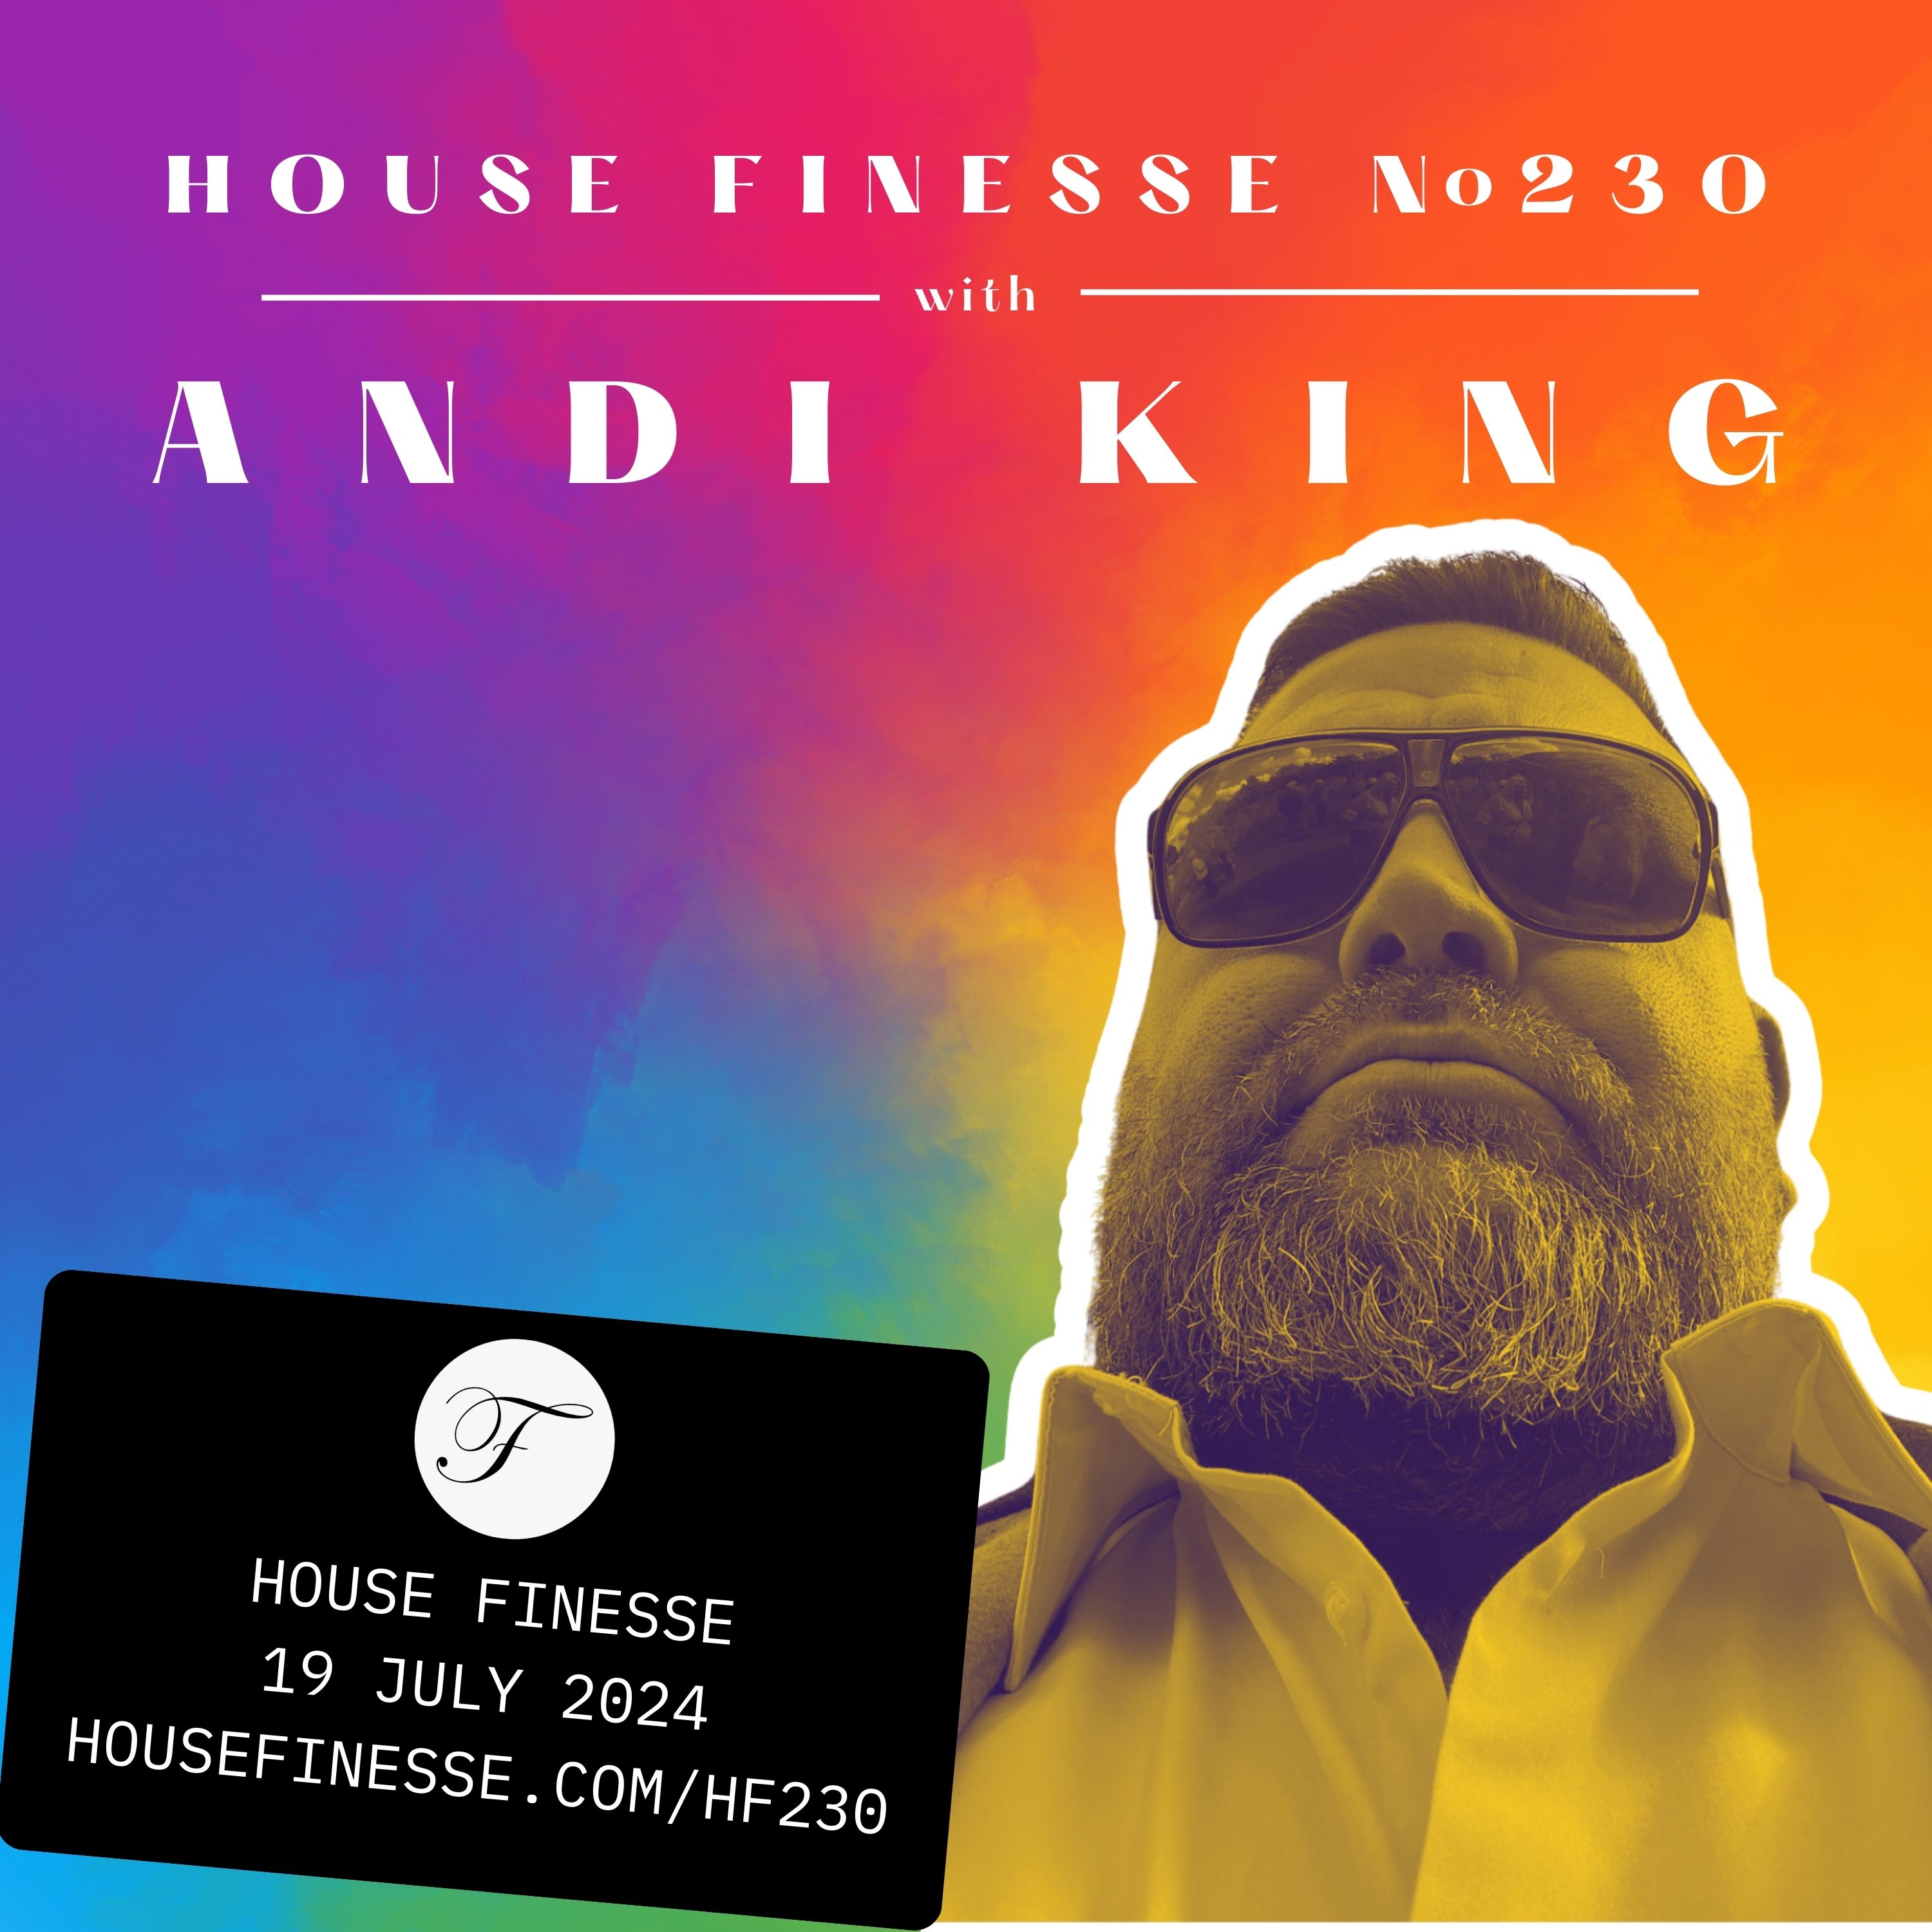 HOUSE FINESSE No230
with
ANDI KING
F
HOUSE FINESSE
19 JULY 2024
HOUSEFINESSE.COM/HF230